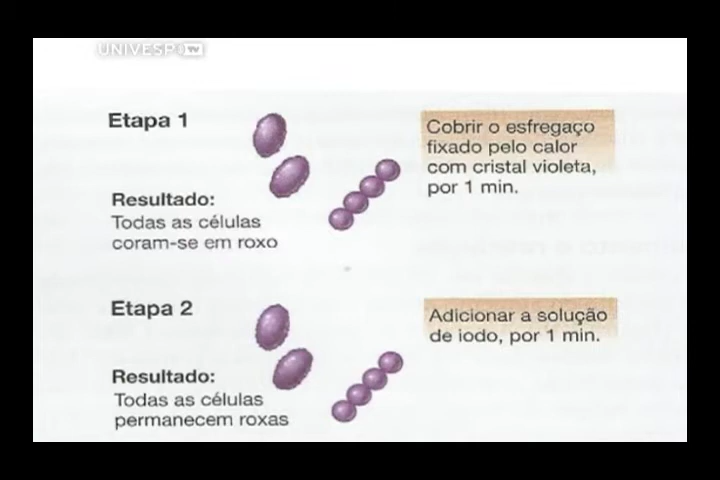 UNIVESP tv
Etapa 1
Cobrir o esfregaço
fixado pelo calor
com cristal violeta,
por 1 min.
Resultado:
Todas as células
coram-se em roxo
Etapa 2
Adicionar a solução
de iodo, por 1 min.
Resultado:
Todas as células
permanecem roxas